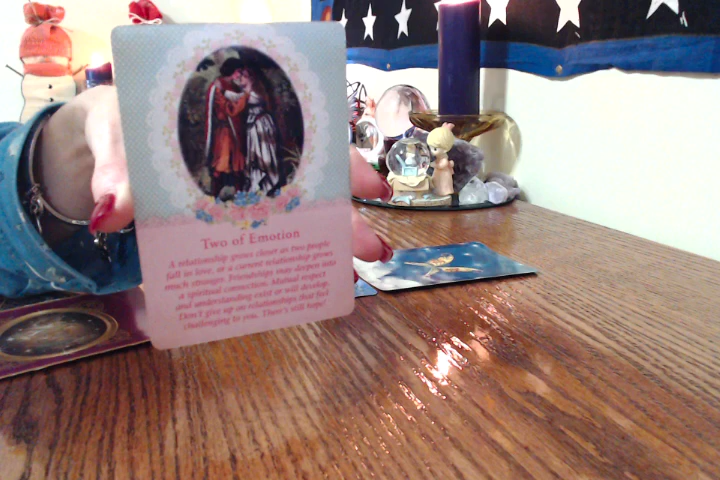 Two of Emotion
A relationship grows closer as two people
fall in love, or a current relationship grows
much stronger. Friendships may deepen into
a spiritual connection. Mutual respect
and understanding exist or will develop.
Don't give up on relationships that feel
challenging to you. There's still hope!